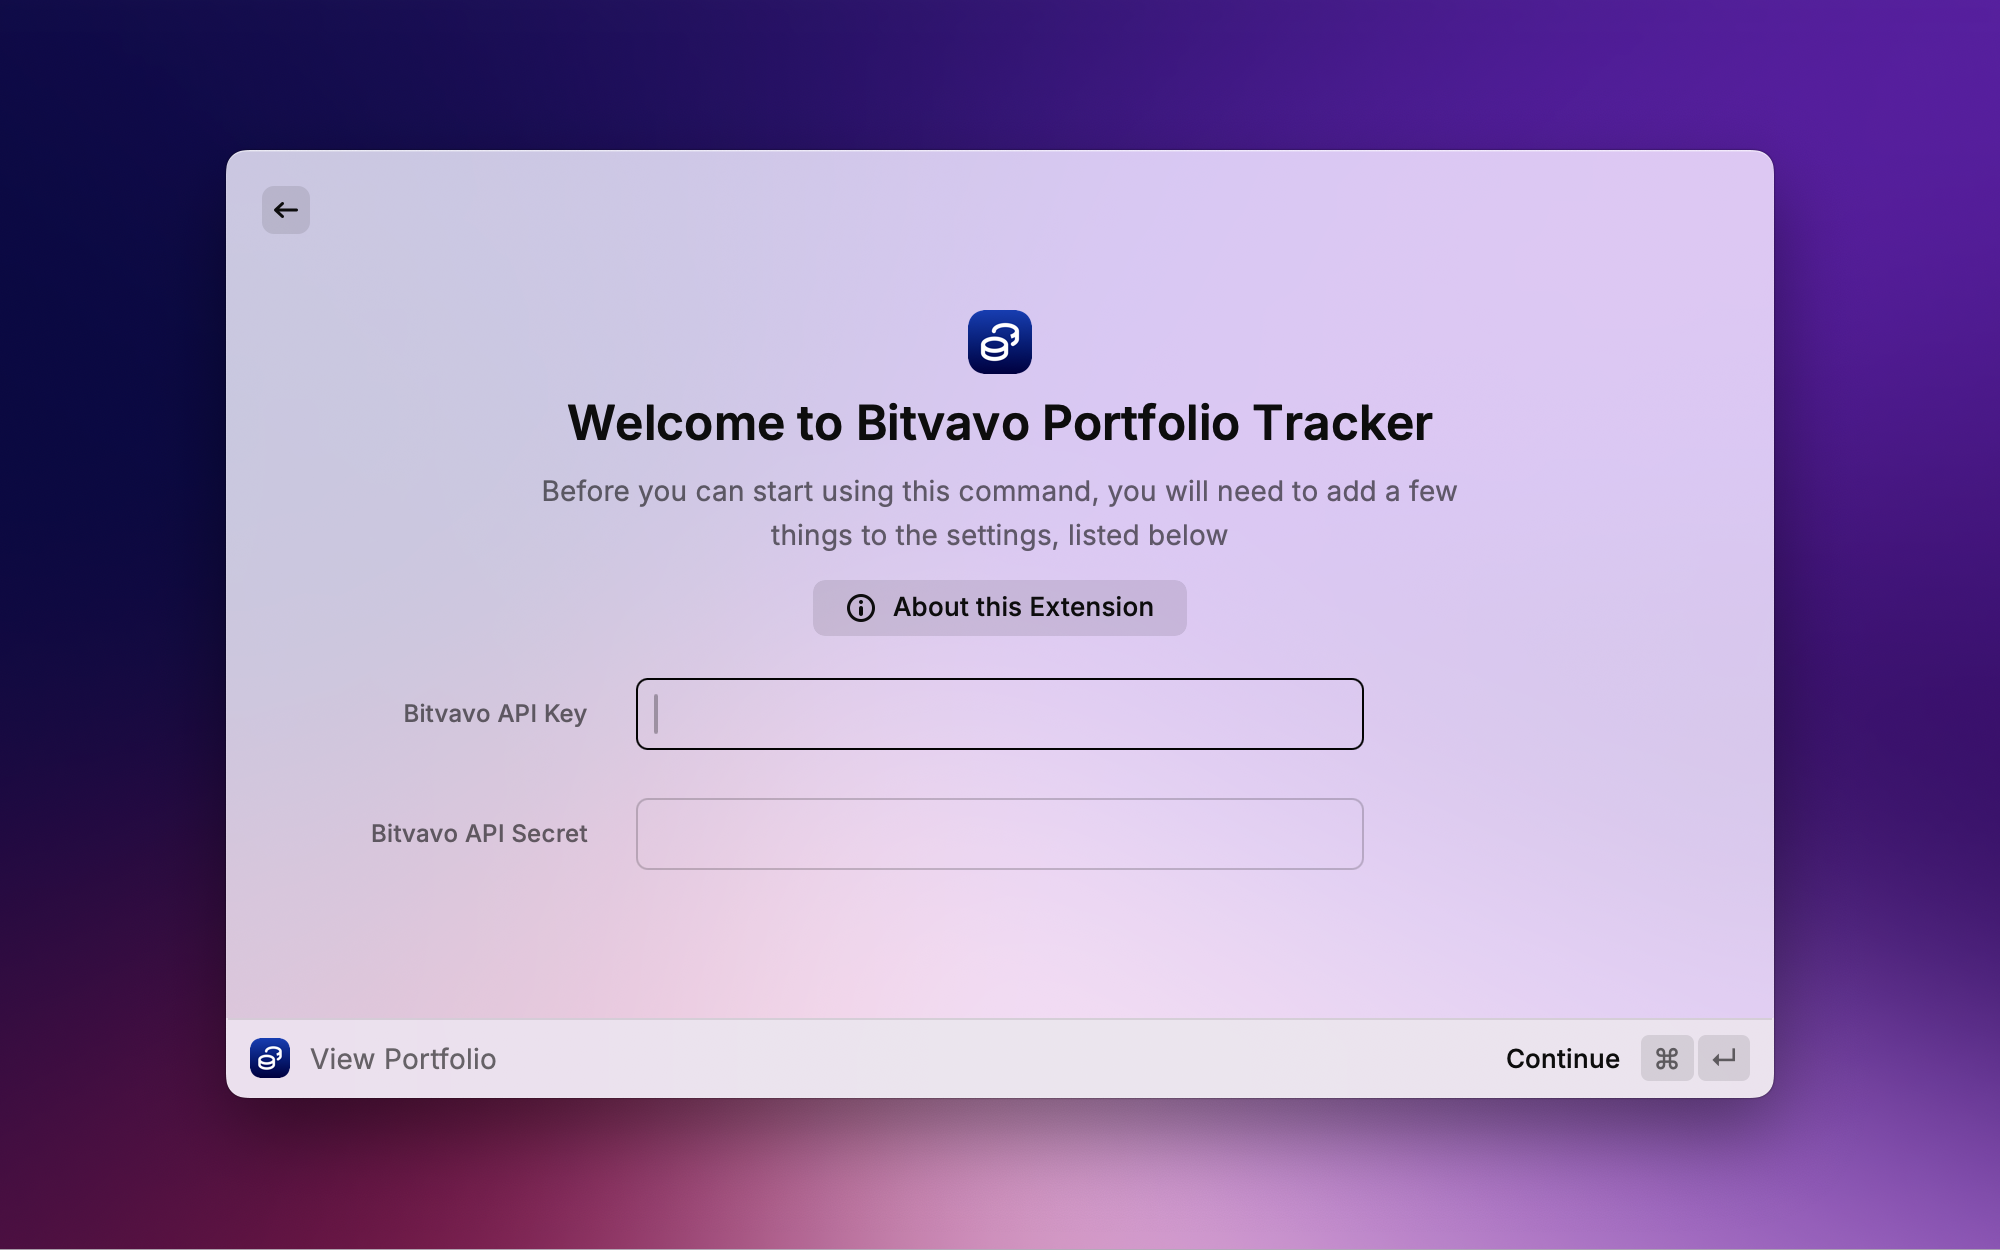 Welcome to Bitvavo Portfolio Tracker
Before you can start using this command, you will need to add a few
things to the settings, listed below
About this Extension
Bitvavo API Key
Bitvavo API Secret
View Portfolio
Continue ⌘ ↵